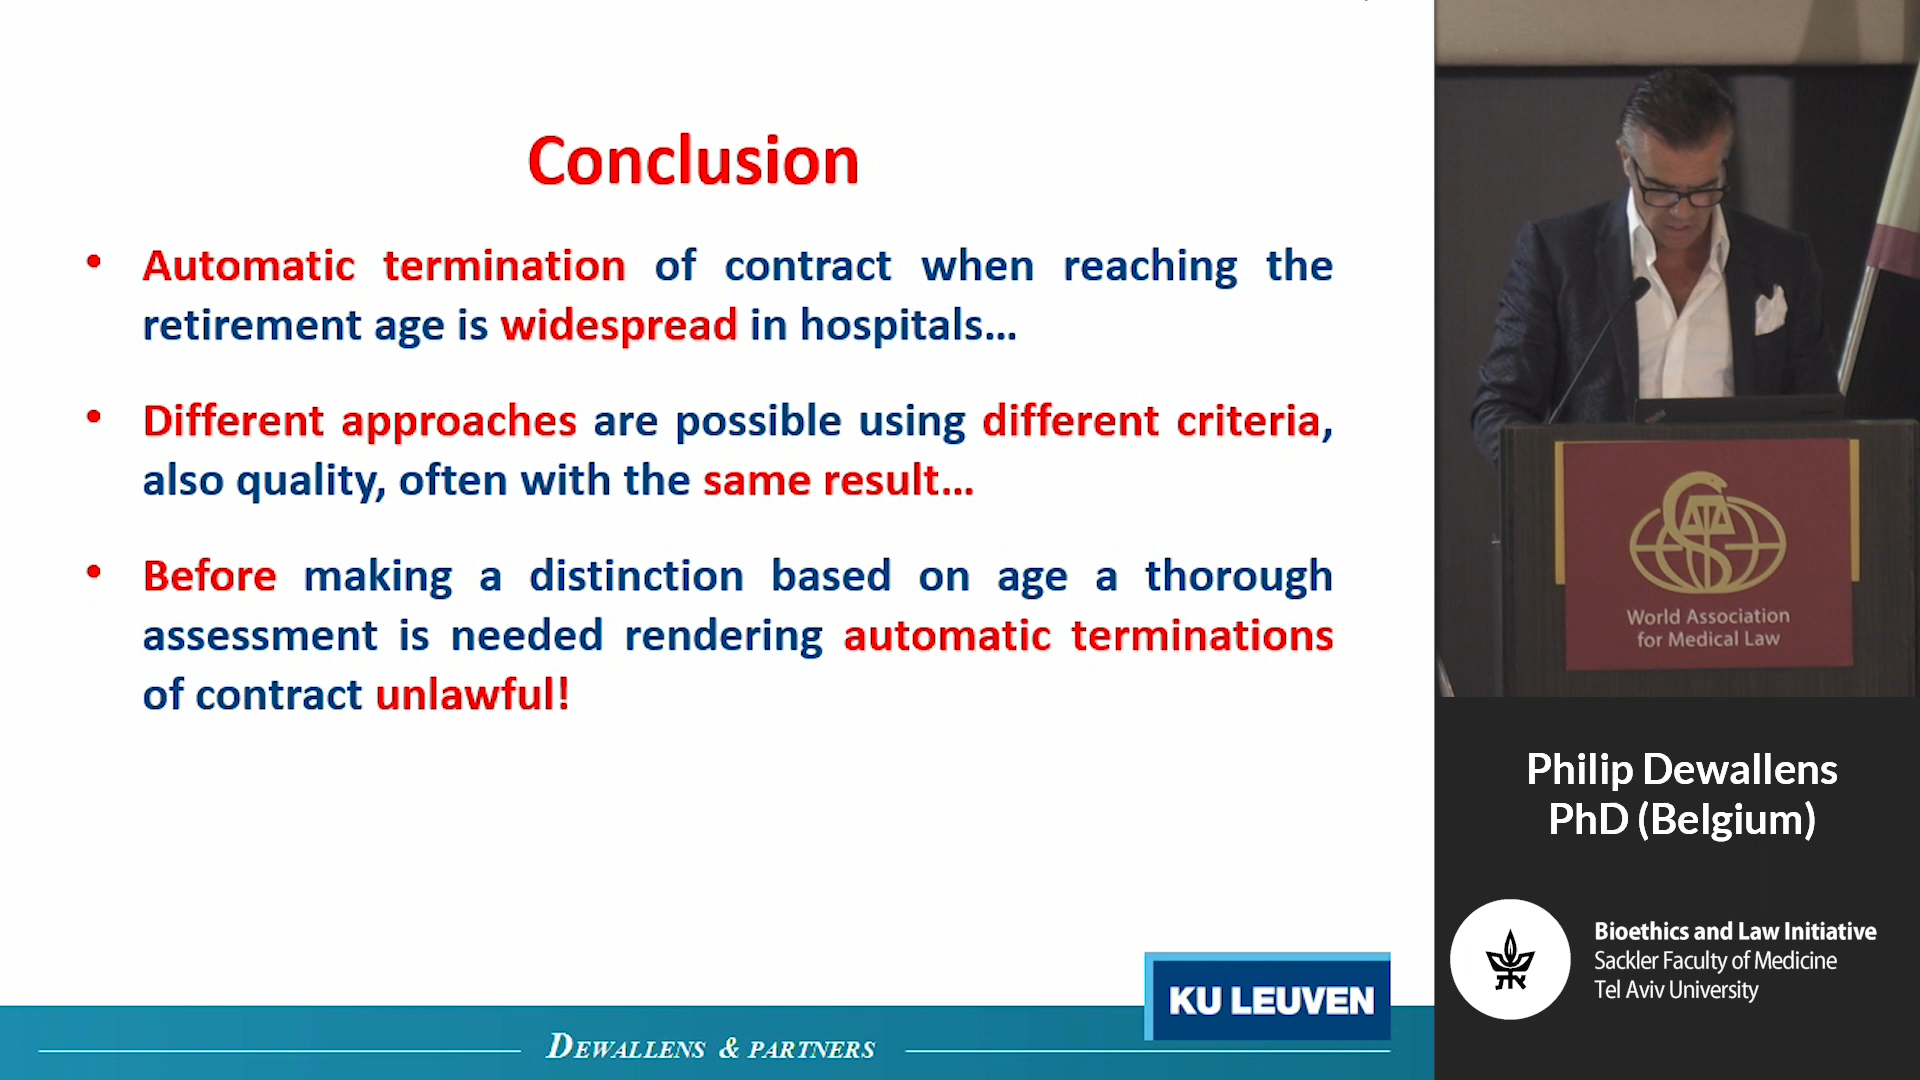 Conclusion
• Automatic termination of contract when reaching the
retirement age is widespread in hospitals...
• Different approaches are possible using different criteria,
also quality, often with the same result...
• Before making a distinction based on age a thorough
assessment is needed rendering automatic terminations
of contract unlawful!
KU LEUVEN
DEWALLENS & PARTNERS
World Association
for Medical Law
Philip Dewallens
PhD (Belgium)
Bioethics and Law Initiative
Sackler Faculty of Medicine
Tel Aviv University